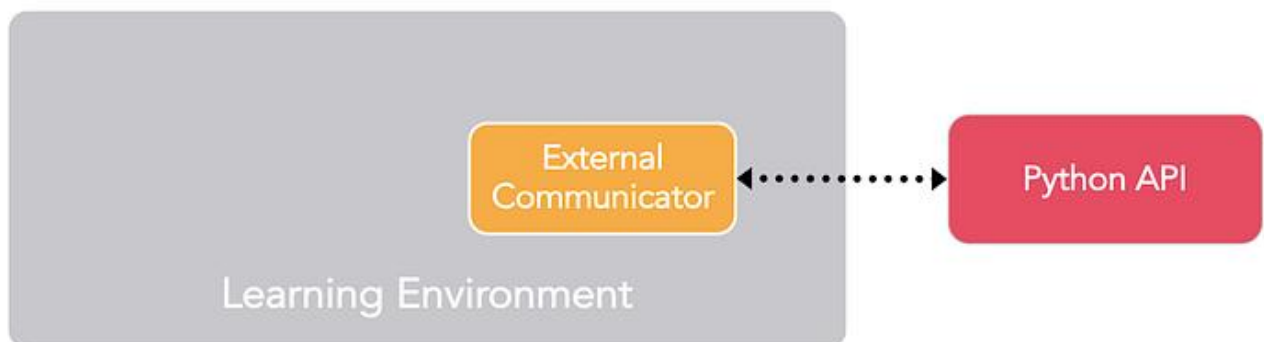 External
Communicator
Python API
Learning Environment